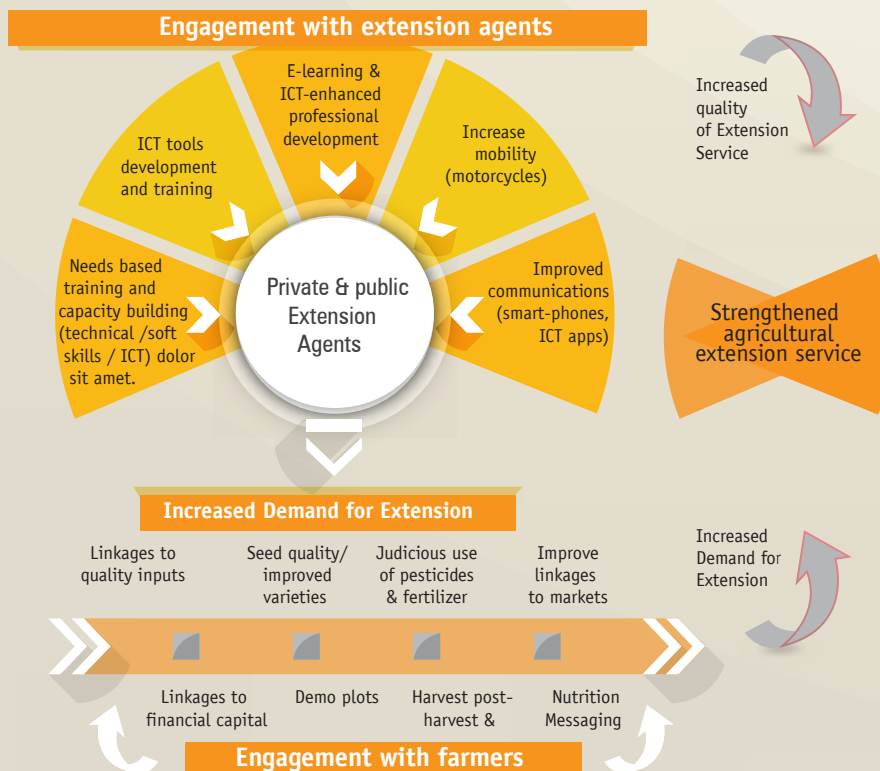 Engagement with extension agents
E-learning &
ICT-enhanced
professional
development
ICT tools
development
and training
Increase
mobility
(motorcycles)
Needs based
training and
capacity building
(technical /soft
skills / ICT) dolor
sit amet.
Improved
communications
(smart-phones,
ICT apps)
Private & public
Extension
Agents
Increased
quality
of Extension
Service
Strengthened
agricultural
extension service
Increased Demand for Extension
Linkages to
quality inputs
Seed quality/
improved
varieties
Judicious use
of pesticides
& fertilizer
Improve
linkages
to markets
Increased
Demand for
Extension
Linkages to
financial capital
Demo plots
Harvest post-
harvest &
Nutrition
Messaging
Engagement with farmers